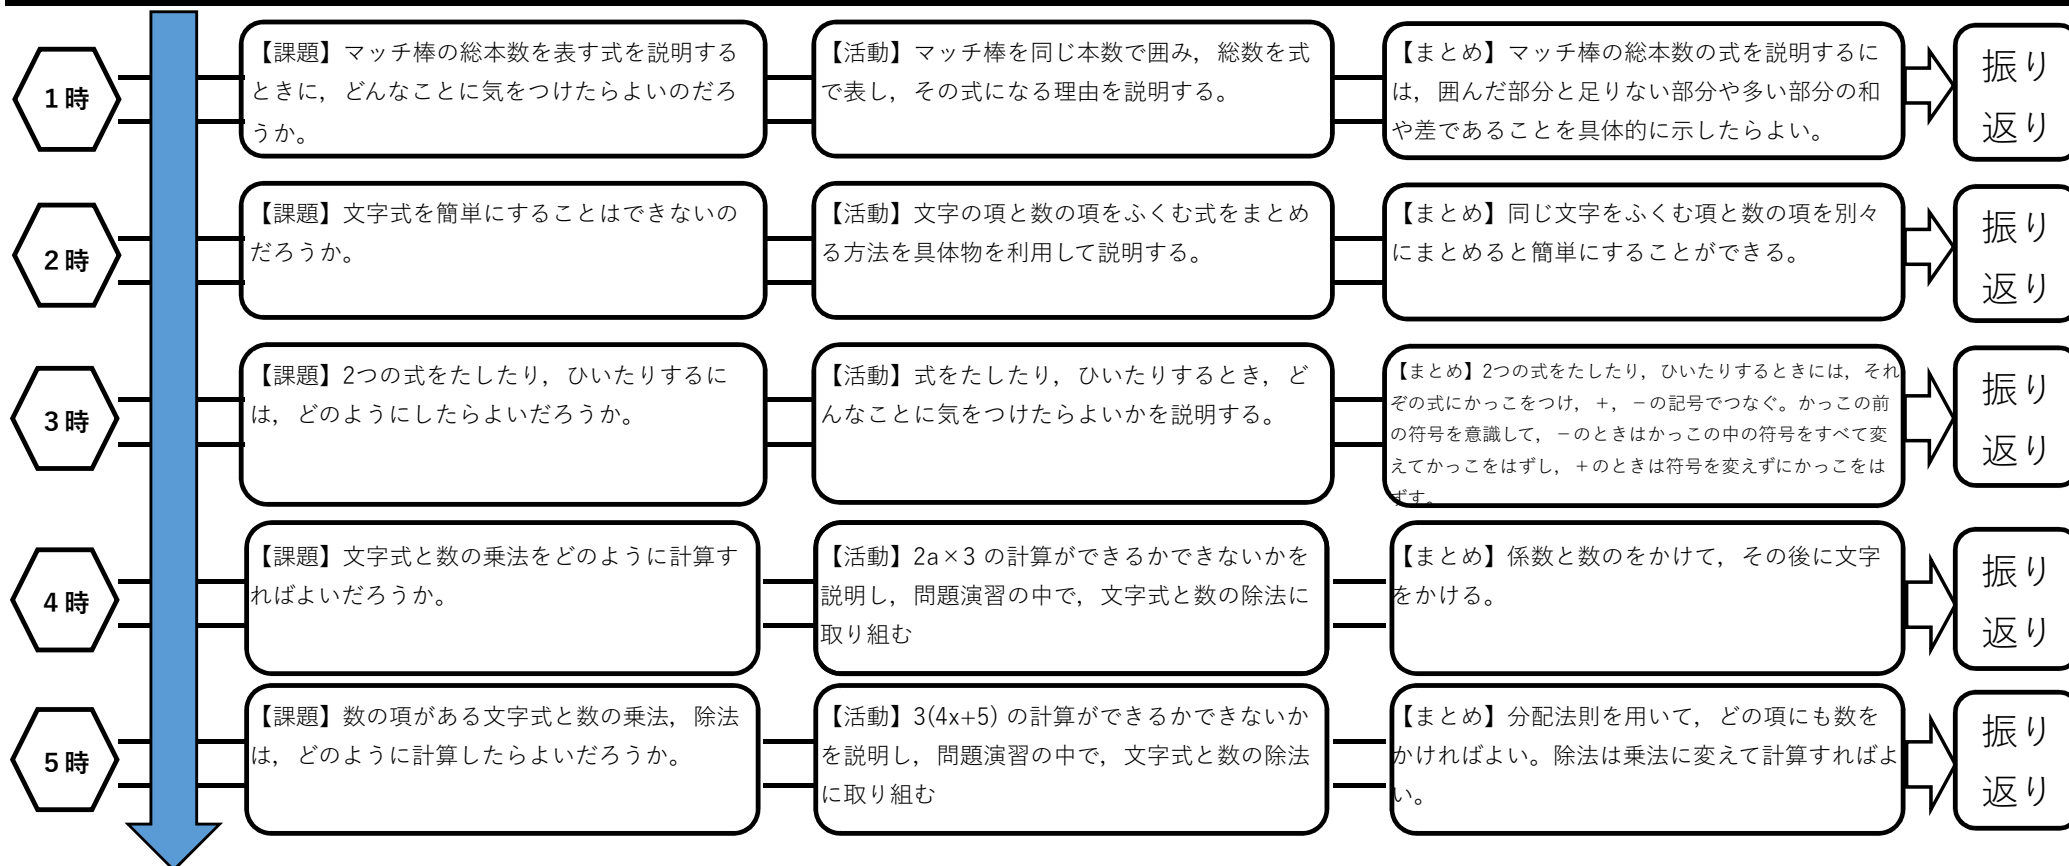 1時
【課題】マッチ棒の総本数を表す式を説明する
ときに，どんなことに気をつけたらよいのだろ
うか。
【活動】マッチ棒を同じ本数で囲み，総数を式
で表し，その式になる理由を説明する。
【まとめ】マッチ棒の総本数の式を説明するに
は，囲んだ部分と足りない部分や多い部分の和
や差であることを具体的に示したらよい。
振り
返り
2時
【課題】文字式を簡単にすることはできないの
だろうか。
【活動】文字の項と数の項をふくむ式をまとめ
る方法を具体物を利用して説明する。
【まとめ】同じ文字をふくむ項と数の項を別々
にまとめると簡単にすることができる。
振り
返り
3時
【課題】2つの式をたしたり，ひいたりするに
は，どのようにしたらよいだろうか。
【活動】式をたしたり，ひいたりするとき，ど
んなことに気をつけたらよいかを説明する。
【まとめ】2つの式をたしたり，ひいたりするときには，それ
ぞの式にかっこをつけ，＋，－の記号でつなぐ。かっこの前
の符号を意識して，－のときはかっこの中の符号をすべて変
えてかっこをはずし，＋のときは符号を変えずにかっこをは
ずす。
振り
返り
4時
【課題】文字式と数の乗法をどのように計算す
ればよいだろうか。
【活動】2a×3 の計算ができるかできないかを
説明し，問題演習の中で，文字式と数の除法に
取り組む
【まとめ】係数と数のをかけて，その後に文字
をかける。
振り
返り
5時
【課題】数の項がある文字式と数の乗法，除法
は，どのように計算したらよいだろうか。
【活動】3(4x+5) の計算ができるかできないか
を説明し，問題演習の中で，文字式と数の除法
に取り組む
【まとめ】分配法則を用いて，どの項にも数を
かければよい。除法は乗法に変えて計算すればよ
い。
振り
返り